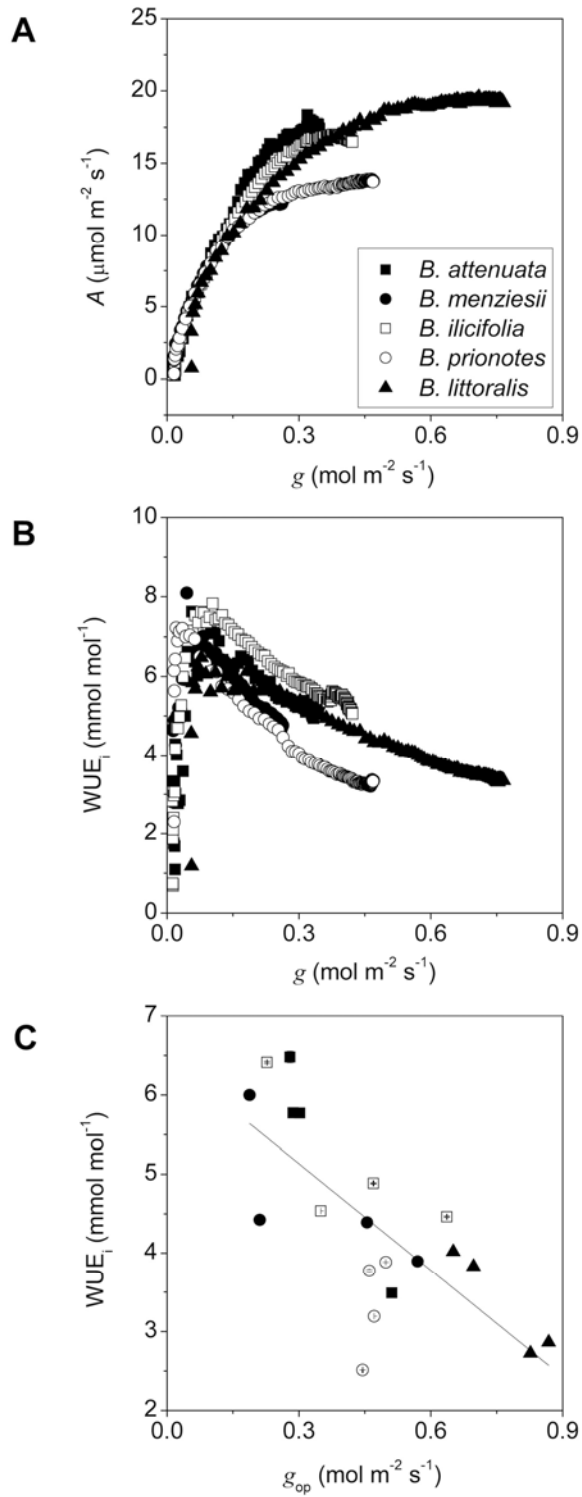 A
25
20
15
10
5
0
A (μmol m⁻² s⁻¹)
B. attenuata
B. menziesii
B. ilicifolia
B. prionotes
B. littoralis
0.0 0.3 0.6 0.9
g (mol m⁻² s⁻¹)
B
10
8
6
4
2
0
WUEᵢ (mmol mol⁻¹)
0.0 0.3 0.6 0.9
g (mol m⁻² s⁻¹)
C
7
6
5
4
3
2
WUEᵢ (mmol mol⁻¹)
0.0 0.3 0.6 0.9
g_op (mol m⁻² s⁻¹)